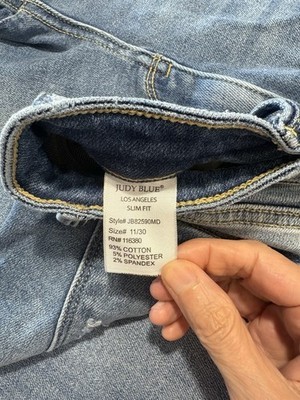 JUDY BLUE®
LOS ANGELES
SLIM FIT
Style# JB82590MD
Size# 11/30
RN# 116380
93% COTTON
5% POLYESTER
2% SPANDEX